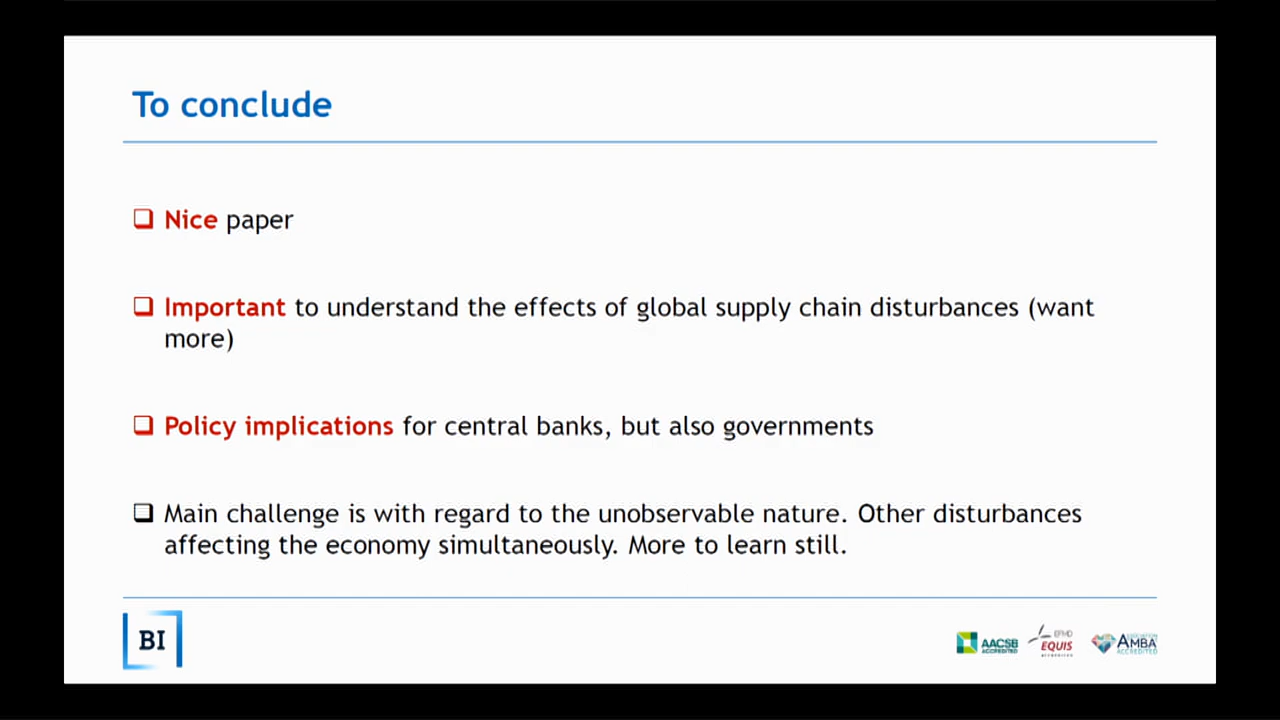 To conclude
Nice paper
Important to understand the effects of global supply chain disturbances (want
more)
Policy implications for central banks, but also governments
Main challenge is with regard to the unobservable nature. Other disturbances
affecting the economy simultaneously. More to learn still.
BI
AACSB
ACCREDITED
EFMD
EQUIS
ACCREDITED
ASSOCIATION
AMBA
ACCREDITED